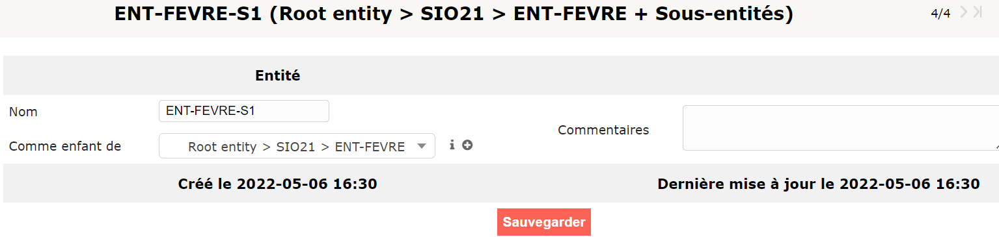 ENT-FEVRE-S1 (Root entity > SIO21 > ENT-FEVRE + Sous-entités)
4/4
Entité
Nom
ENT-FEVRE-S1
Commentaires
Comme enfant de
Root entity > SIO21 > ENT-FEVRE
Créé le 2022-05-06 16:30
Dernière mise à jour le 2022-05-06 16:30
Sauvegarder